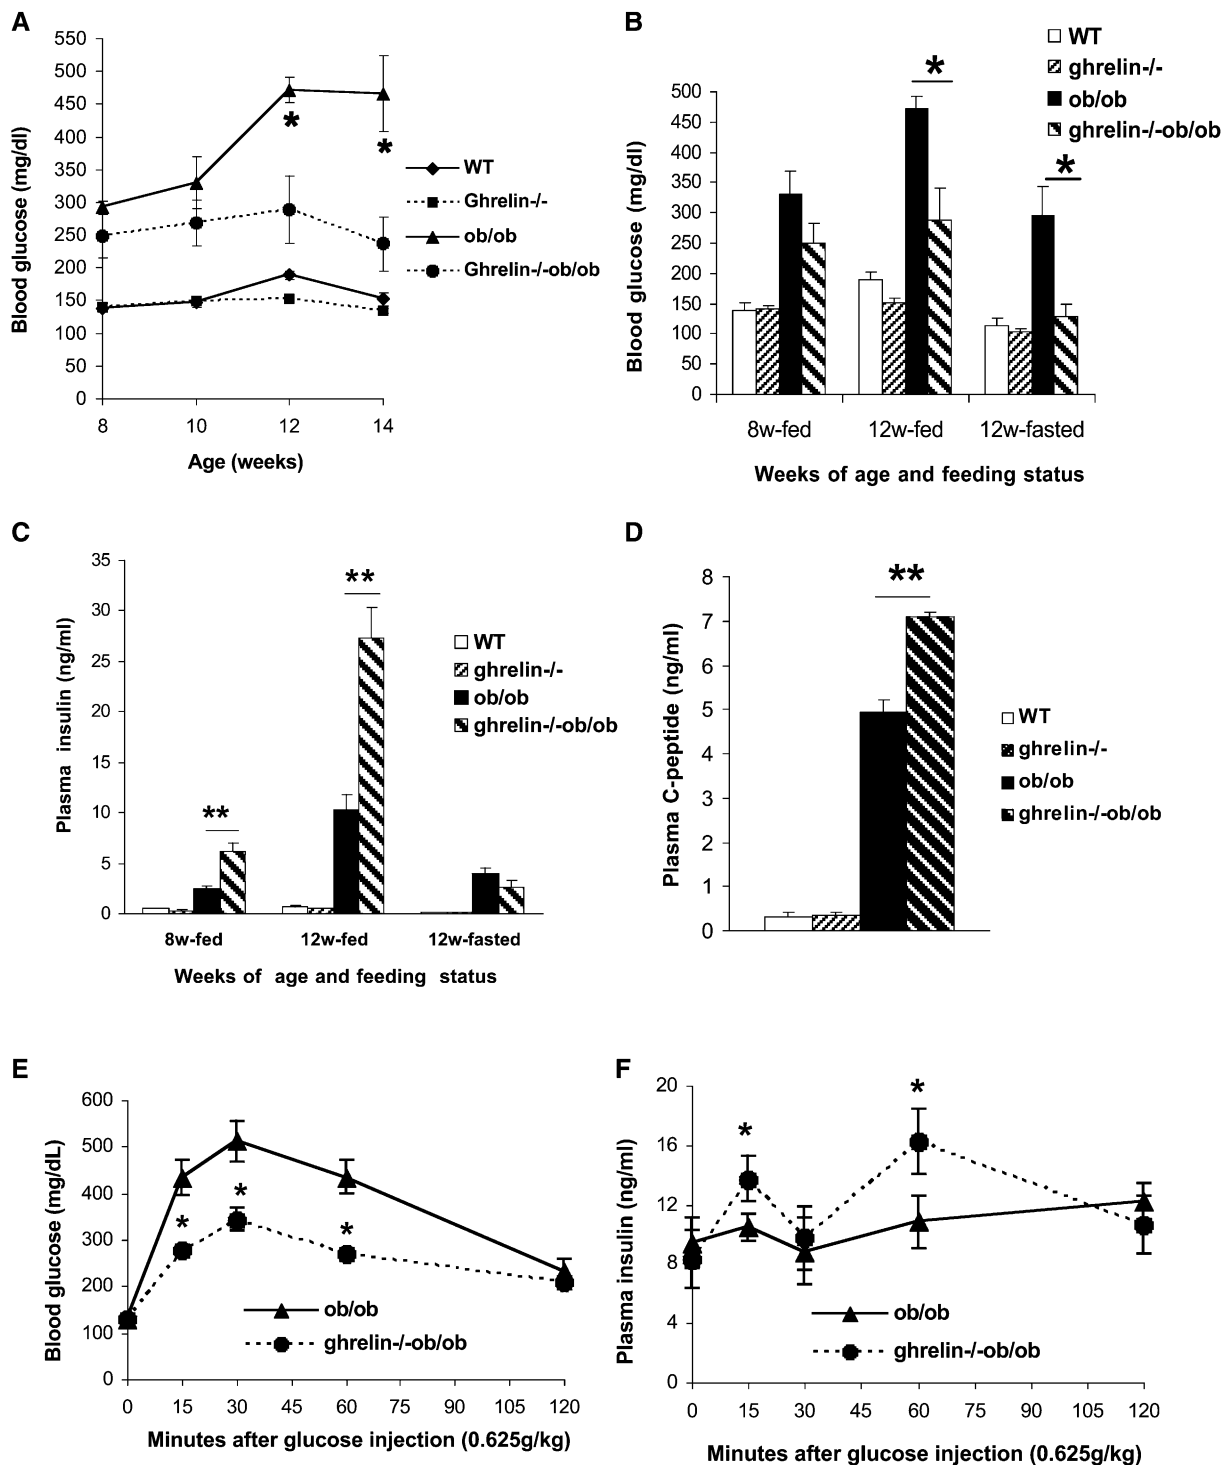 A
550
500
450
400
350
300
250
200
150
100
50
0
Blood glucose (mg/dl)
*
*
8
10
12
14
Age (weeks)
WT
Ghrelin-/-
ob/ob
Ghrelin-/-ob/ob
B
WT
ghrelin-/-
ob/ob
ghrelin-/-ob/ob
500
450
400
350
300
250
200
150
100
50
0
Blood glucose (mg/dl)
*
*
8w-fed
12w-fed
12w-fasted
Weeks of age and feeding status
C
35
30
25
20
15
10
5
0
Plasma insulin (ng/ml)
**
**
WT
ghrelin-/-
ob/ob
ghrelin-/-ob/ob
8w-fed
12w-fed
12w-fasted
Weeks of age and feeding status
D
8
7
6
5
4
3
2
1
0
Plasma C-peptide (ng/ml)
**
WT
ghrelin-/-
ob/ob
ghrelin-/-ob/ob
E
600
500
400
300
200
100
0
Blood glucose (mg/dL)
*
*
*
ob/ob
ghrelin-/-ob/ob
0
15
30
45
60
75
90
105
120
Minutes after glucose injection (0.625g/kg)
F
20
16
12
8
4
0
Plasma insulin (ng/ml)
*
*
ob/ob
ghrelin-/-ob/ob
0
15
30
45
60
75
90
105
120
Minutes after glucose injection (0.625g/kg)